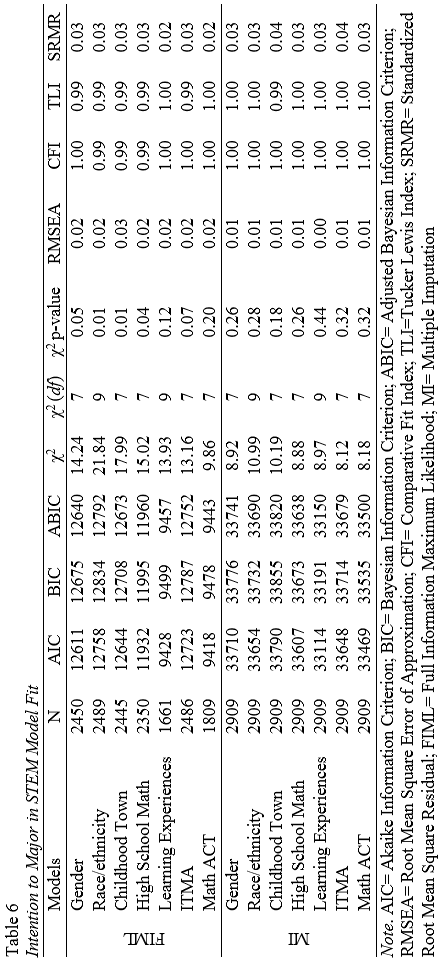 Table 6
Intention to Major in STEM Model Fit
Models N AIC BIC ABIC χ² χ² (df) χ² p-value RMSEA CFI TLI SRMR
FIML
Gender 2450 12611 12675 12640 14.24 7 0.05 0.02 1.00 0.99 0.03
Race/ethnicity 2489 12758 12834 12792 21.84 9 0.01 0.02 0.99 0.99 0.03
Childhood Town 2445 12644 12708 12673 17.99 7 0.01 0.03 0.99 0.99 0.03
High School Math 2350 11932 11995 11960 15.02 7 0.04 0.02 0.99 0.99 0.03
Learning Experiences 1661 9428 9499 9457 13.93 9 0.12 0.02 1.00 1.00 0.02
ITMA 2486 12723 12787 12752 13.16 7 0.07 0.02 1.00 0.99 0.03
Math ACT 1809 9418 9478 9443 9.86 7 0.20 0.02 1.00 1.00 0.02
MI
Gender 2909 33710 33776 33741 8.92 7 0.26 0.01 1.00 1.00 0.03
Race/ethnicity 2909 33654 33732 33690 10.99 9 0.28 0.01 1.00 1.00 0.03
Childhood Town 2909 33790 33855 33820 10.19 7 0.18 0.01 1.00 0.99 0.04
High School Math 2909 33607 33673 33638 8.88 7 0.26 0.01 1.00 1.00 0.03
Learning Experiences 2909 33114 33191 33150 8.97 9 0.44 0.00 1.00 1.00 0.03
ITMA 2909 33648 33714 33679 8.12 7 0.32 0.01 1.00 1.00 0.04
Math ACT 2909 33469 33535 33500 8.18 7 0.32 0.01 1.00 1.00 0.03
Note. AIC= Akaike Information Criterion; BIC= Bayesian Information Criterion; ABIC= Adjusted Bayesian Information Criterion;
RMSEA= Root Mean Square Error of Approximation; CFI= Comparative Fit Index; TLI=Tucker Lewis Index; SRMR= Standardized
Root Mean Square Residual; FIML= Full Information Maximum Likelihood; MI= Multiple Imputation